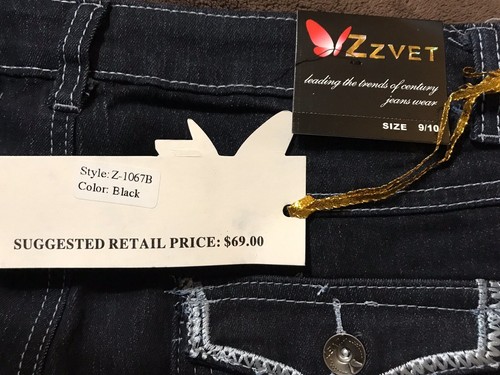 ZZVET
leading the trends of century
jeans wear
SIZE 9/10
Style: Z-1067B
Color: Black
SUGGESTED RETAIL PRICE: $69.00